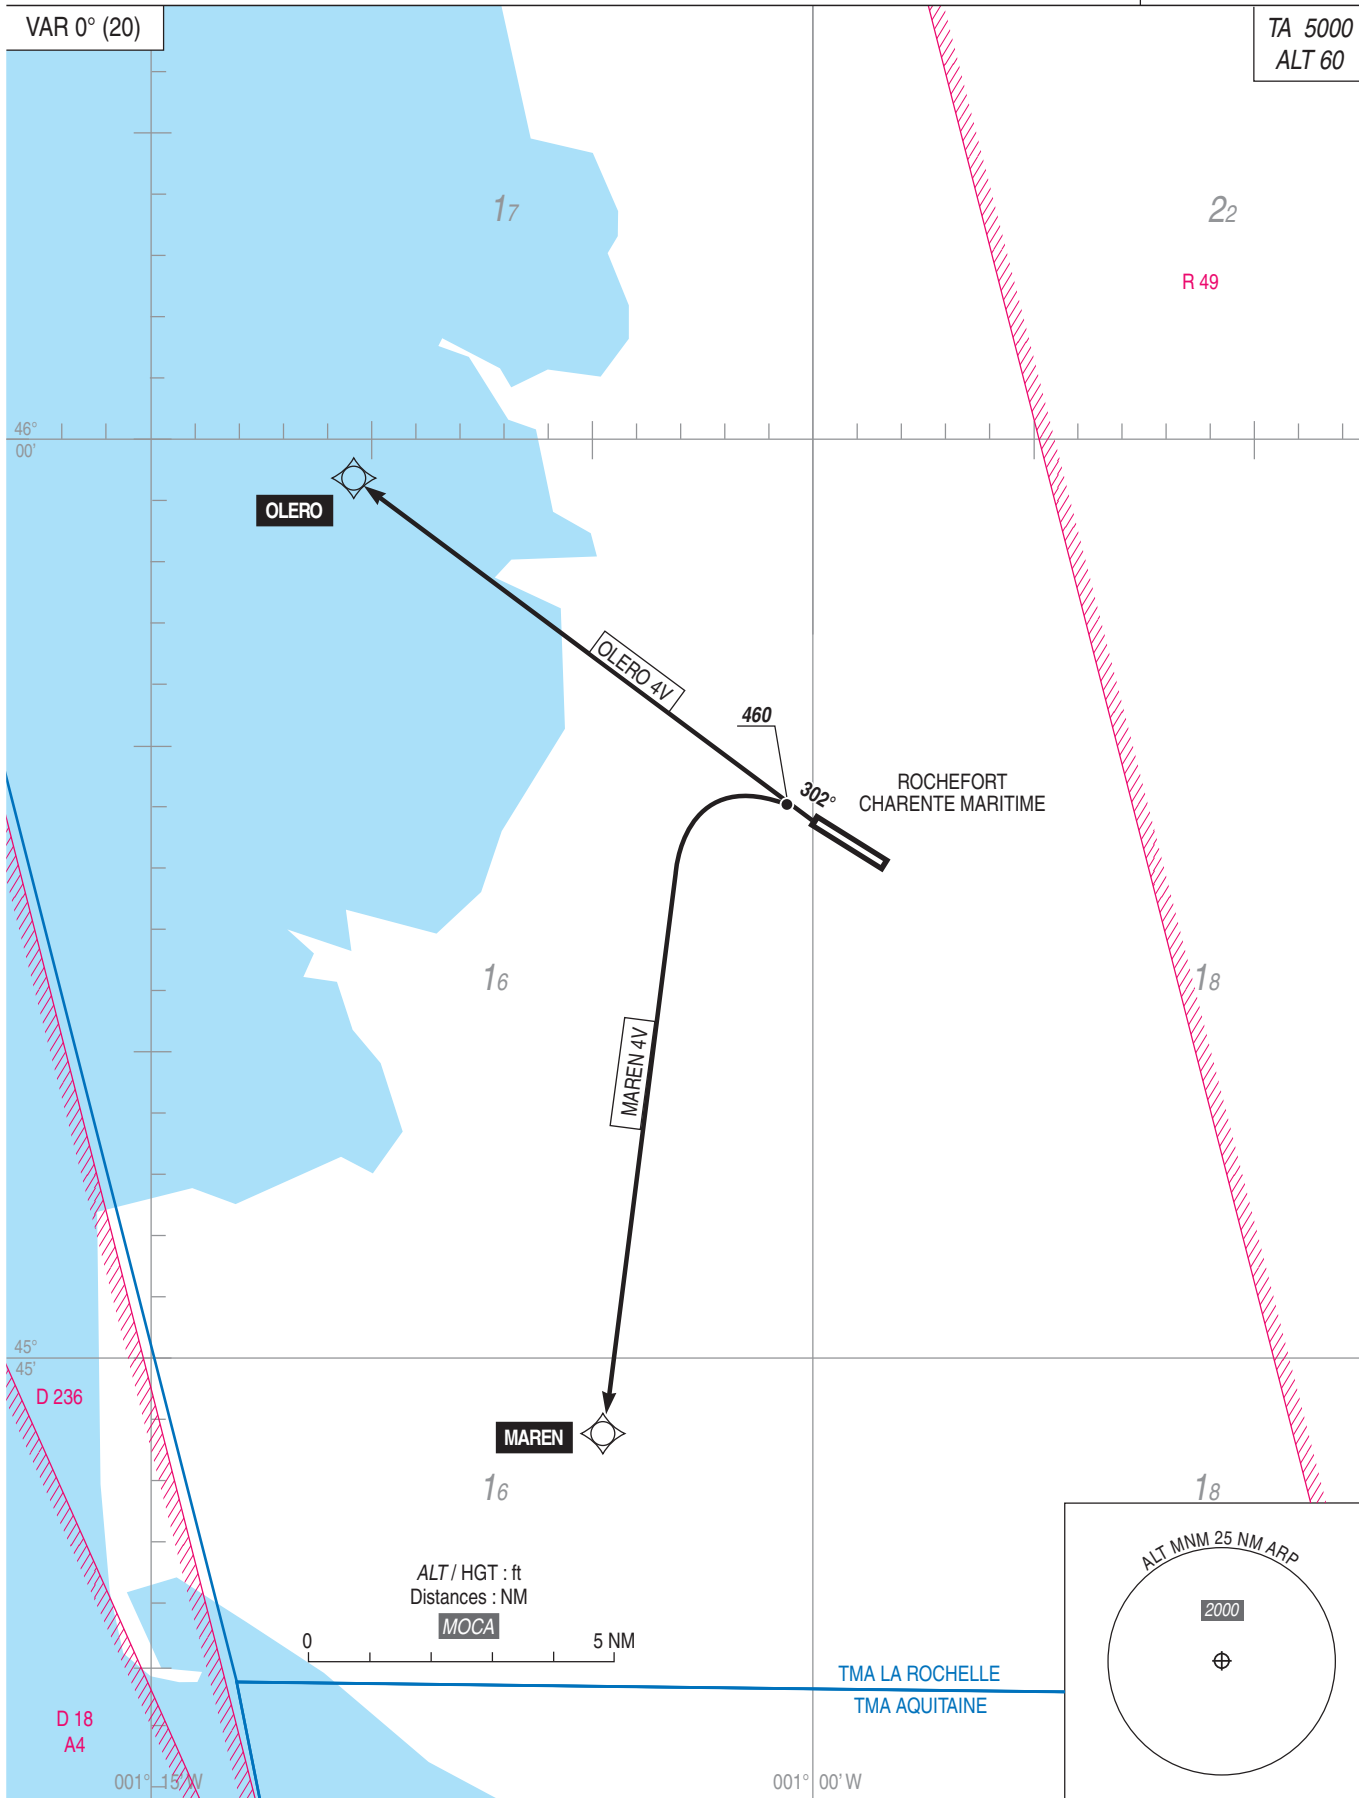 VAR 0° (20)
TA 5000
ALT 60
17
22
R 49
46°
00'
OLERO
OLERO 4V
460
302°
ROCHEFORT
CHARENTE MARITIME
16
18
MAREN 4V
45°
45'
D 236
MAREN
16
18
ALT MNM 25 NM ARP
2000
ALT / HGT : ft
Distances : NM
MOCA
0
5 NM
TMA LA ROCHELLE
TMA AQUITAINE
D 18
A4
001° 15' W
001° 00' W